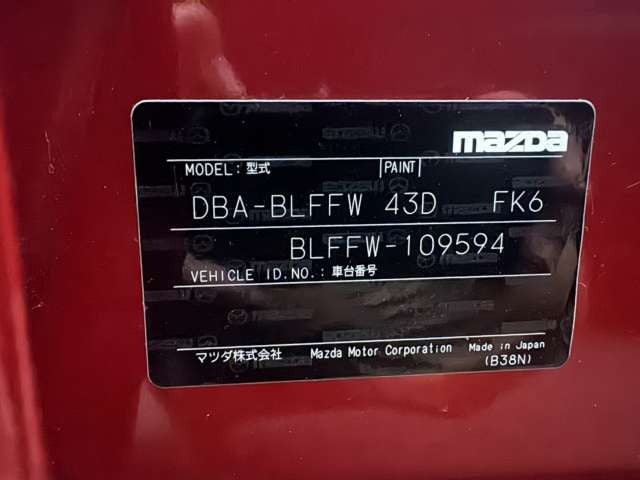 mazda
MODEL：型式 PAINT
DBA-BLFFW 43D FK6
BLFFW-109594
VEHICLE ID.NO.：車台番号
マツダ株式会社 Mazda Motor Corporation Made in Japan
(B38N)